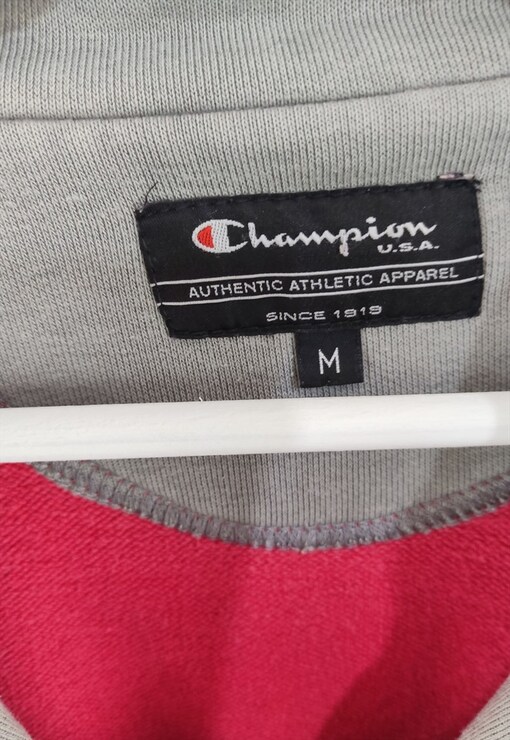 Champion
U.S.A.
AUTHENTIC ATHLETIC APPAREL
SINCE 1919
M